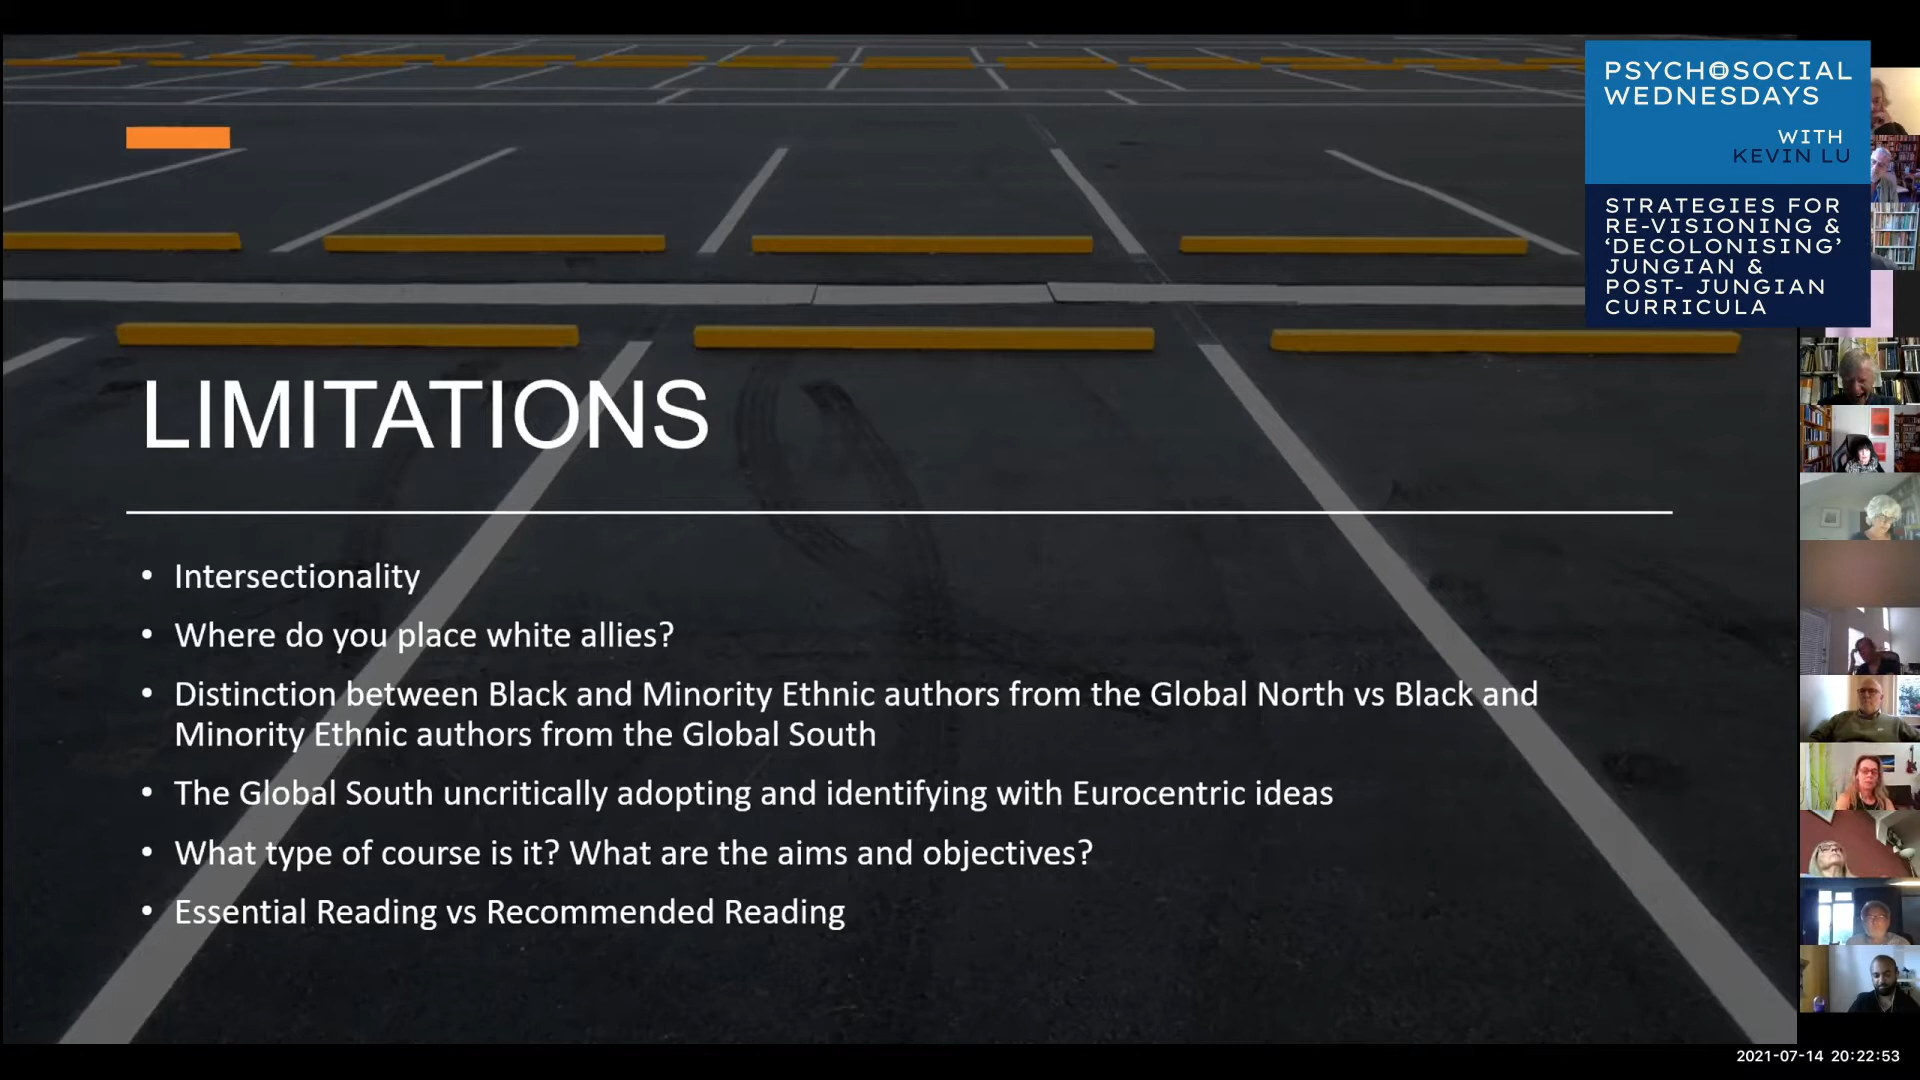 PSYCHOSOCIAL
WEDNESDAYS
WITH
KEVIN LU
STRATEGIES FOR
RE-VISIONING &
‘DECOLONISING’
JUNGIAN &
POST- JUNGIAN
CURRICULA
LIMITATIONS
• Intersectionality
• Where do you place white allies?
• Distinction between Black and Minority Ethnic authors from the Global North vs Black and
Minority Ethnic authors from the Global South
• The Global South uncritically adopting and identifying with Eurocentric ideas
• What type of course is it? What are the aims and objectives?
• Essential Reading vs Recommended Reading
2021-07-14 20:22:53